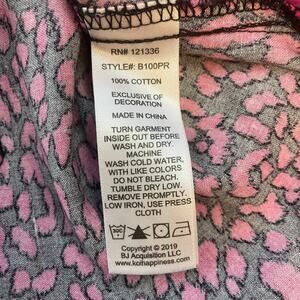 RN# 121336
STYLE#: B100PR
100% COTTON
EXCLUSIVE OF
DECORATION
MADE IN CHINA
TURN GARMENT
INSIDE OUT BEFORE
WASH AND DRY.
MACHINE
WASH COLD WATER,
WITH LIKE COLORS
DO NOT BLEACH.
TUMBLE DRY LOW.
REMOVE PROMPTLY.
LOW IRON, USE PRESS
CLOTH
Copyright © 2019
BJ Acquisition LLC
www.koihappiness.com